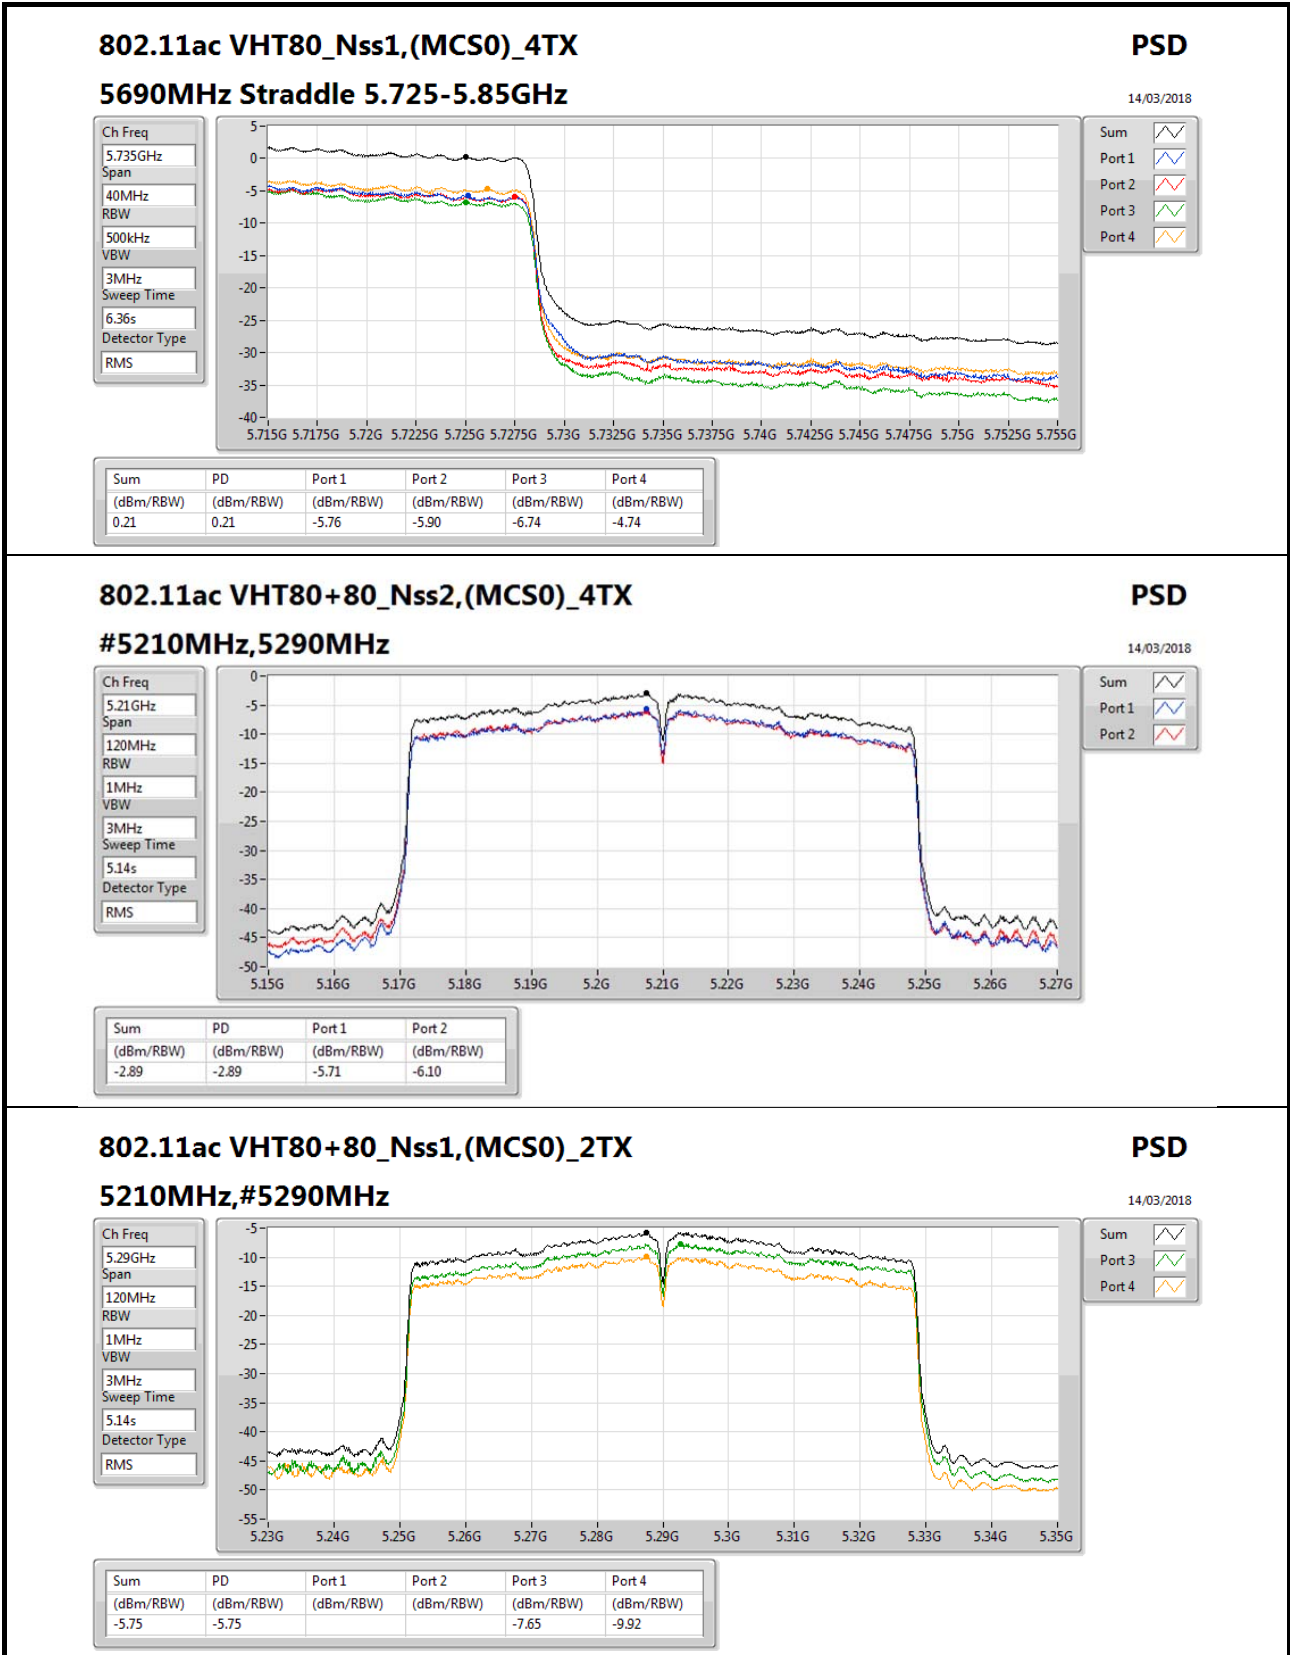 802.11ac VHT80_Nss1,(MCS0)_4TX PSD
5690MHz Straddle 5.725-5.85GHz 14/03/2018
Ch Freq
5.735GHz
Span
40MHz
RBW
500kHz
VBW
3MHz
Sweep Time
6.36s
Detector Type
RMS
5
0
-5
-10
-15
-20
-25
-30
-35
-40
5.715G 5.7175G 5.72G 5.7225G 5.725G 5.7275G 5.73G 5.7325G 5.735G 5.7375G 5.74G 5.7425G 5.745G 5.7475G 5.75G 5.7525G 5.755G
Sum
Port 1
Port 2
Port 3
Port 4
Sum PD Port 1 Port 2 Port 3 Port 4
(dBm/RBW) (dBm/RBW) (dBm/RBW) (dBm/RBW) (dBm/RBW) (dBm/RBW)
0.21 0.21 -5.76 -5.90 -6.74 -4.74
802.11ac VHT80+80_Nss2,(MCS0)_4TX PSD
#5210MHz,5290MHz 14/03/2018
Ch Freq
5.21GHz
Span
120MHz
RBW
1MHz
VBW
3MHz
Sweep Time
5.14s
Detector Type
RMS
0
-5
-10
-15
-20
-25
-30
-35
-40
-45
-50
5.15G 5.16G 5.17G 5.18G 5.19G 5.2G 5.21G 5.22G 5.23G 5.24G 5.25G 5.26G 5.27G
Sum
Port 1
Port 2
Sum PD Port 1 Port 2
(dBm/RBW) (dBm/RBW) (dBm/RBW) (dBm/RBW)
-2.89 -2.89 -5.71 -6.10
802.11ac VHT80+80_Nss1,(MCS0)_2TX PSD
5210MHz,#5290MHz 14/03/2018
Ch Freq
5.29GHz
Span
120MHz
RBW
1MHz
VBW
3MHz
Sweep Time
5.14s
Detector Type
RMS
-5
-10
-15
-20
-25
-30
-35
-40
-45
-50
-55
5.23G 5.24G 5.25G 5.26G 5.27G 5.28G 5.29G 5.3G 5.31G 5.32G 5.33G 5.34G 5.35G
Sum
Port 3
Port 4
Sum PD Port 1 Port 2 Port 3 Port 4
(dBm/RBW) (dBm/RBW) (dBm/RBW) (dBm/RBW) (dBm/RBW) (dBm/RBW)
-5.75 -5.75 -7.65 -9.92